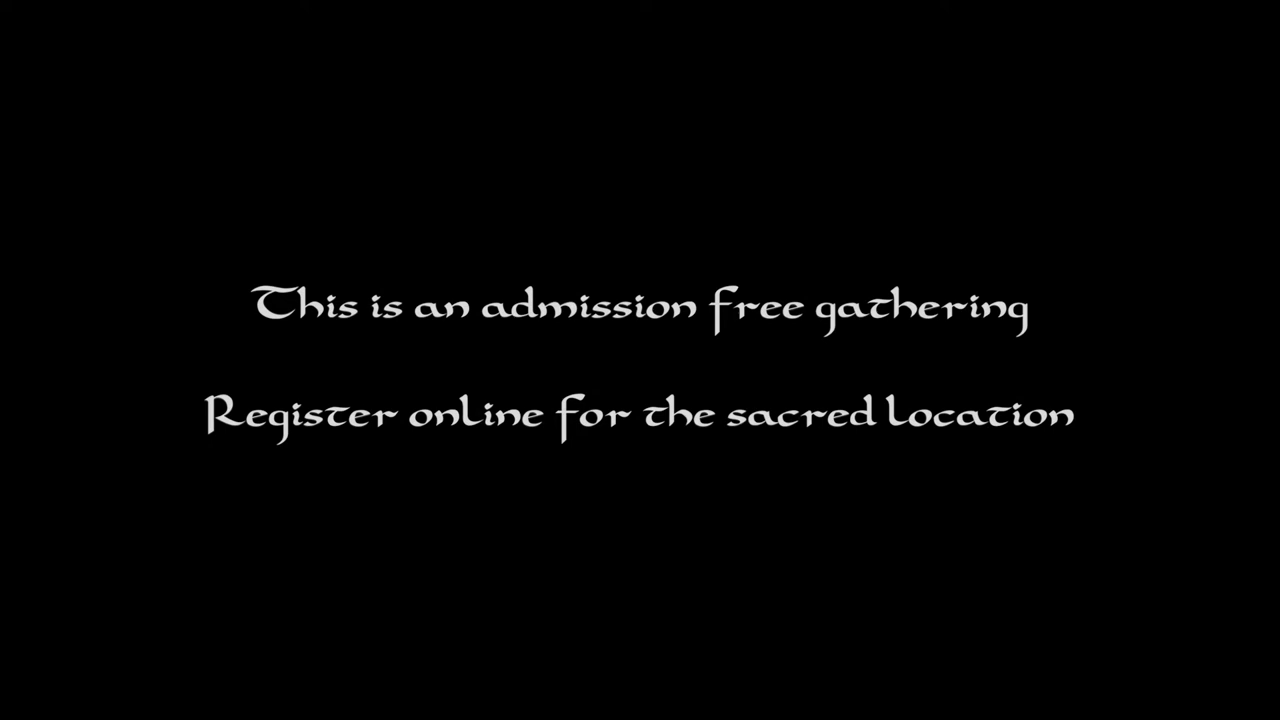 This is an admission free gathering
Register online for the sacred location